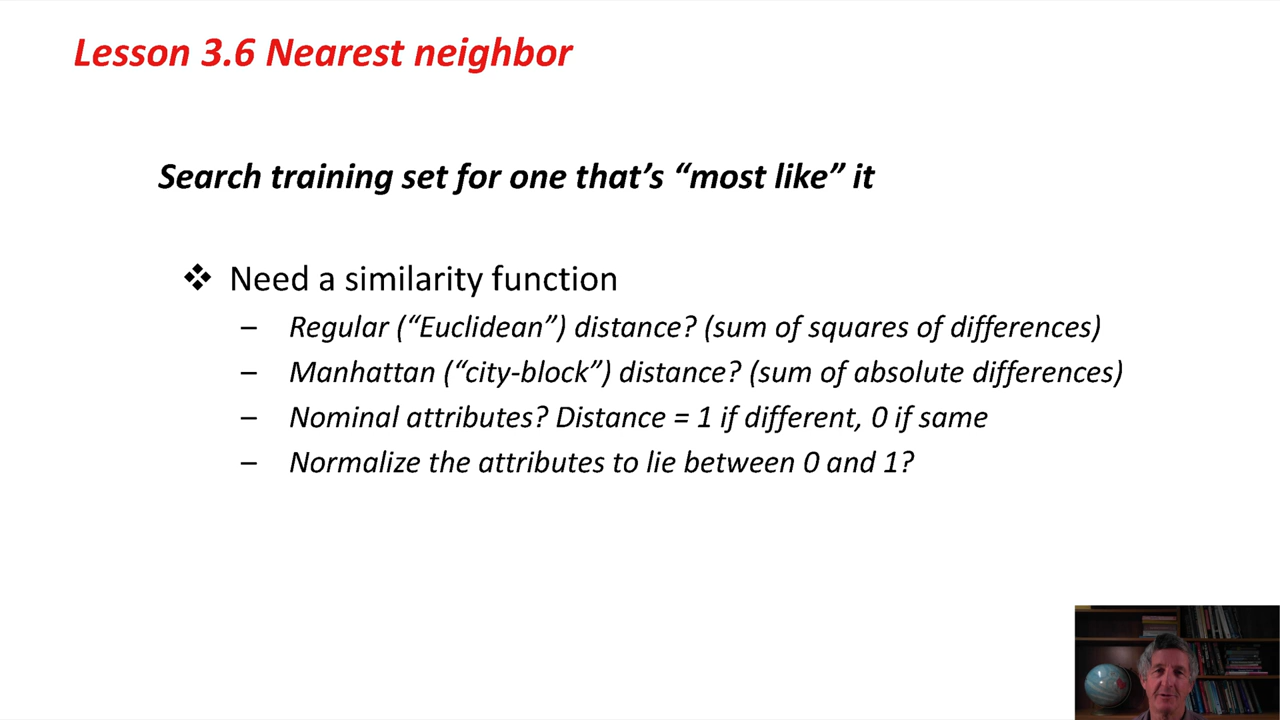 Lesson 3.6 Nearest neighbor
Search training set for one that’s “most like” it
❖ Need a similarity function
– Regular (“Euclidean”) distance? (sum of squares of differences)
– Manhattan (“city-block”) distance? (sum of absolute differences)
– Nominal attributes? Distance = 1 if different, 0 if same
– Normalize the attributes to lie between 0 and 1?